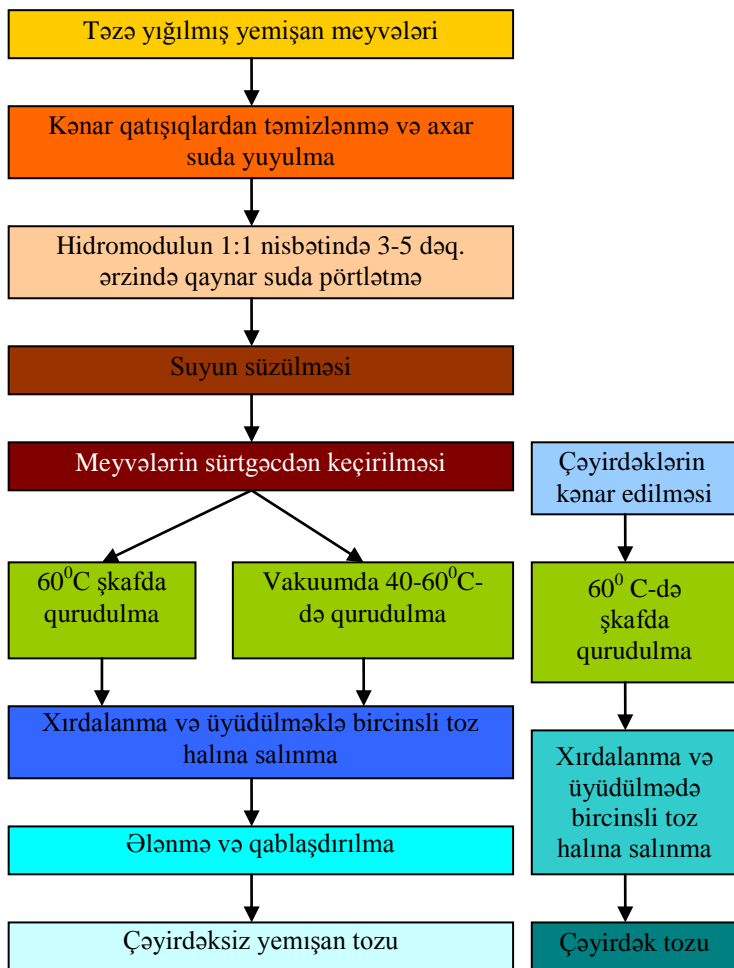 Təzə yığılmış yemişan meyvələri
Kənar qatışıqlardan təmizlənmə və axar
suda yuyulma
Hidromodulun 1:1 nisbətində 3-5 dəq.
ərzində qaynar suda pörtlətmə
Suyun süzülməsi
Meyvələrin sürtgəcdən keçirilməsi
60⁰C şkafda
qurudulma
Vakuumda 40-60⁰C-
də qurudulma
Xırdalanma və üyüdülməklə bircinsli toz
halına salınma
Ələnmə və qablaşdırılma
Çəyirdəksiz yemışan tozu
Çəyirdəklərin
kənar edilməsi
60⁰ C-də
şkafda
qurudulma
Xırdalanma və
üyüdülmədə
bircinsli toz
halına salınma
Çəyirdək tozu